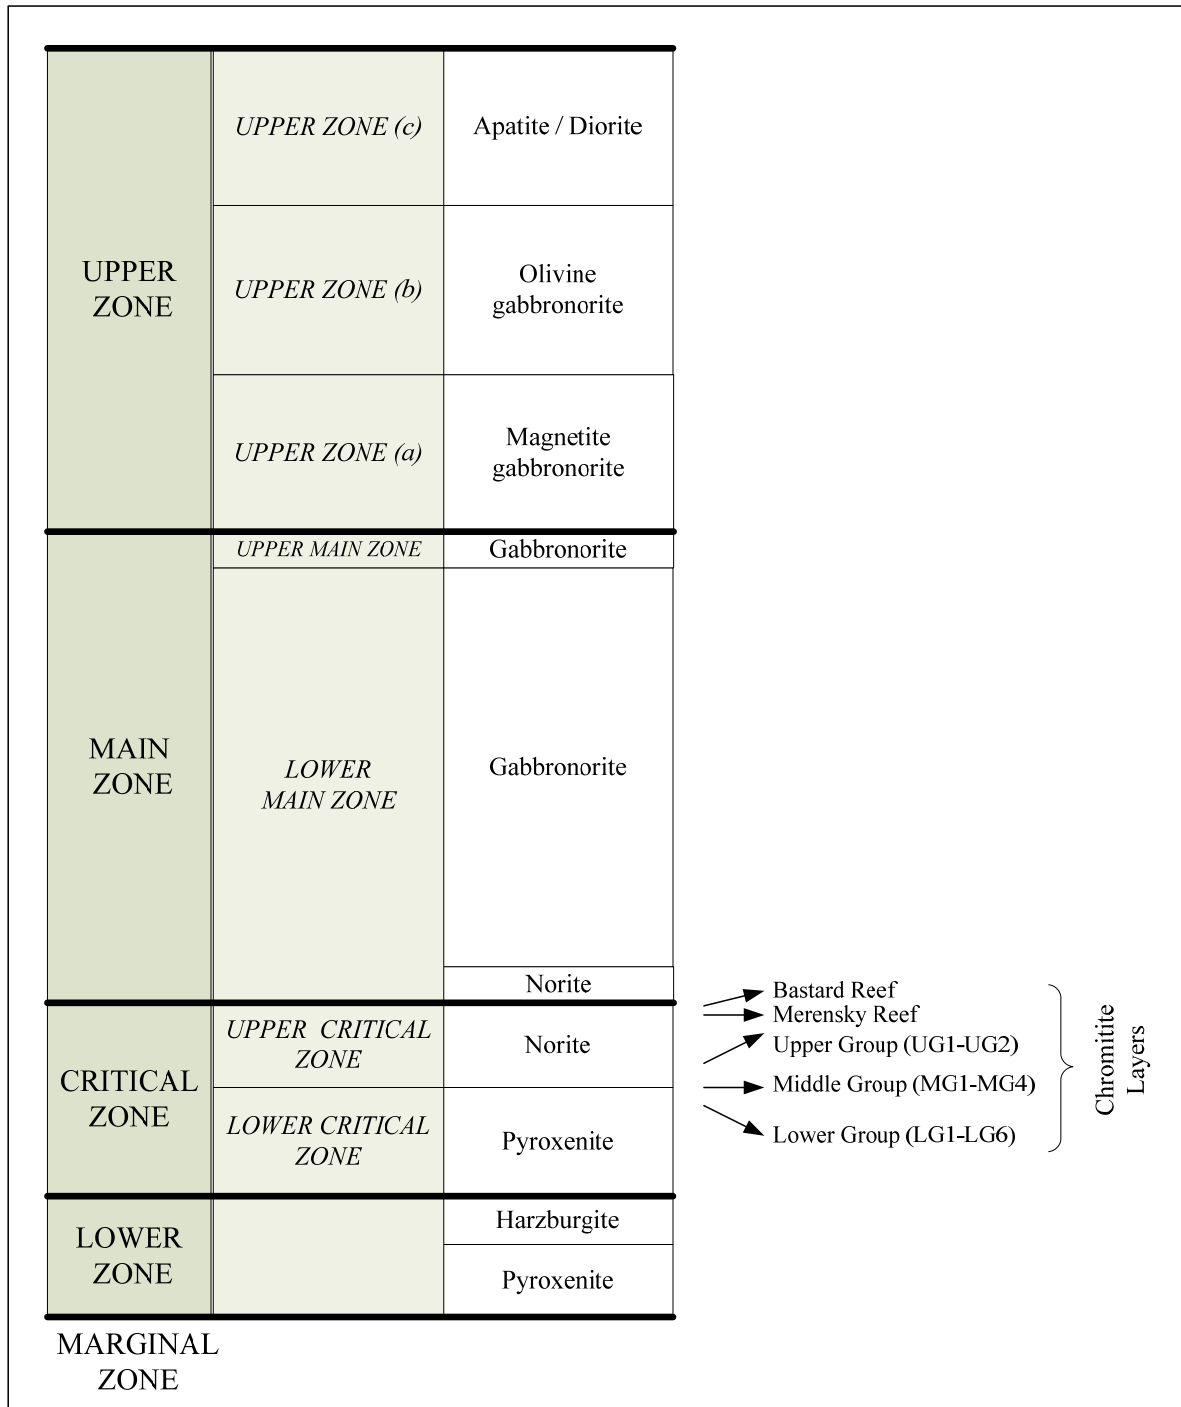 UPPER ZONE (c)
Apatite / Diorite
UPPER
ZONE
UPPER ZONE (b)
Olivine
gabbronorite
UPPER ZONE (a)
Magnetite
gabbronorite
UPPER MAIN ZONE
Gabbronorite
MAIN
ZONE
LOWER
MAIN ZONE
Gabbronorite
Norite
CRITICAL
ZONE
UPPER CRITICAL
ZONE
Norite
LOWER CRITICAL
ZONE
Pyroxenite
Bastard Reef
Merensky Reef
Upper Group (UG1-UG2)
Middle Group (MG1-MG4)
Lower Group (LG1-LG6)
Chromitite
Layers
LOWER
ZONE
Harzburgite
Pyroxenite
MARGINAL
ZONE